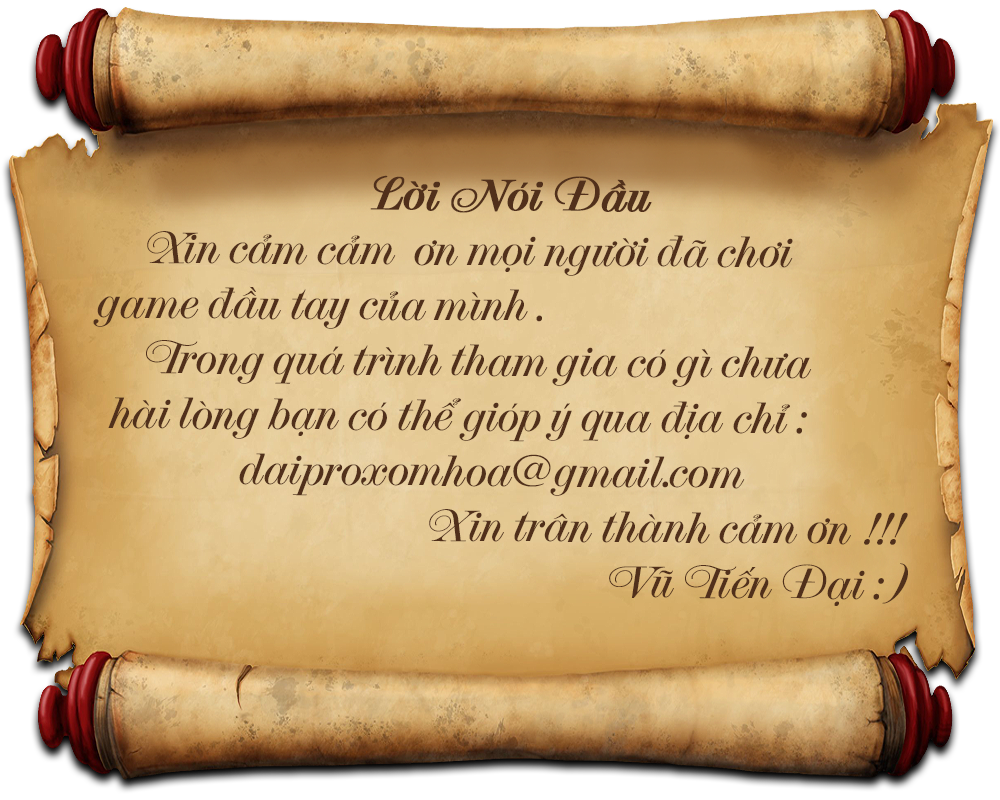 Lời Nói Đầu
Xin cảm cảm ơn mọi người đã chơi
game đầu tay của mình .
Trong quá trình tham gia có gì chưa
hài lòng bạn có thể gióp ý qua địa chỉ :
daiproxomhoa@gmail.com
Xin trân thành cảm ơn !!!
Vũ Tiến Đại :)